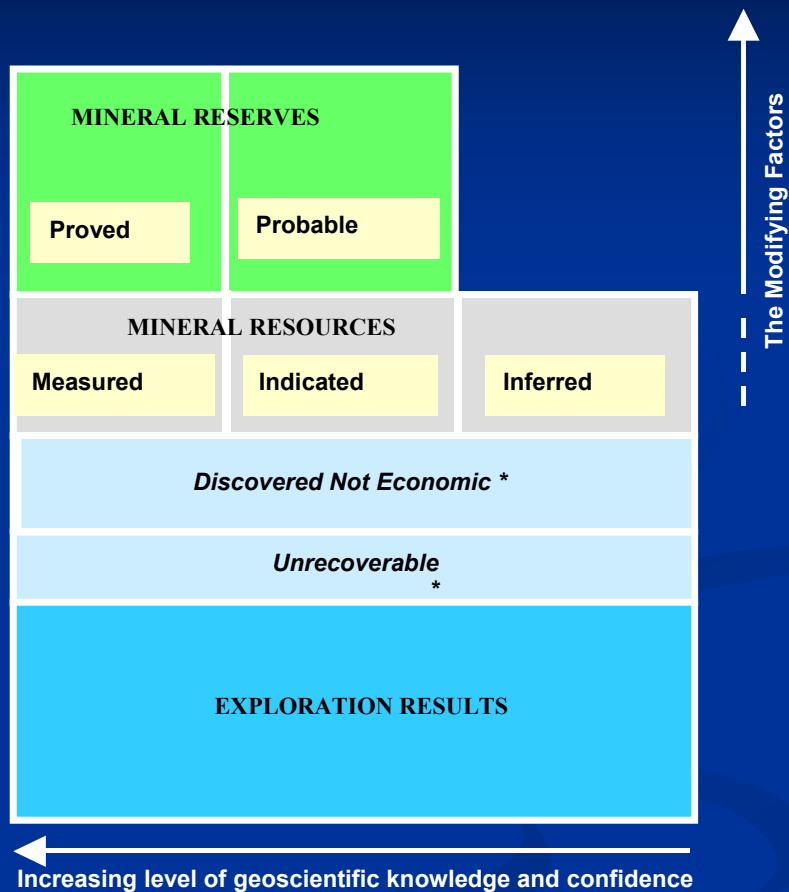 MINERAL RESERVES
Proved
Probable
MINERAL RESOURCES
Measured
Indicated
Inferred
Discovered Not Economic *
Unrecoverable
*
EXPLORATION RESULTS
Increasing level of geoscientific knowledge and confidence
The Modifying Factors